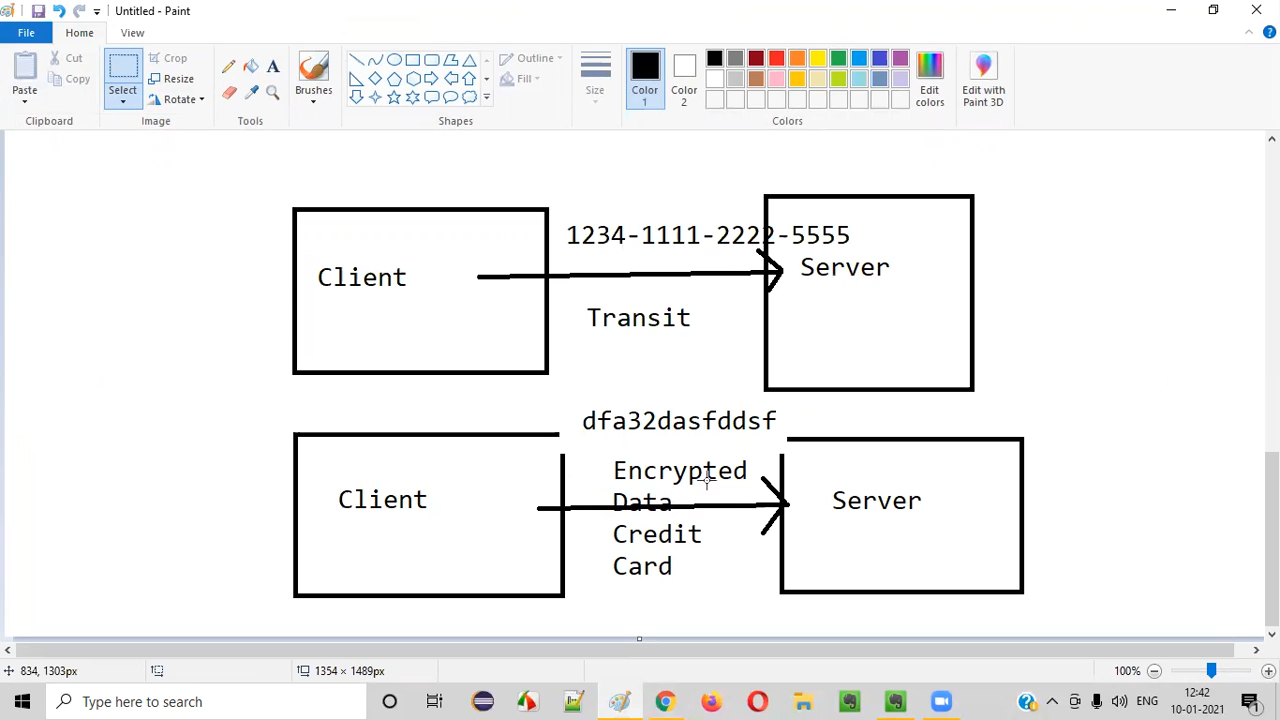 Untitled - Paint
File
Home
View
Paste
Cut
Copy
Clipboard
Select
Crop
Resize
Rotate
Image
Tools
Brushes
Shapes
Outline
Fill
Size
Color 1
Color 2
Edit colors
Colors
Edit with Paint 3D
1234-1111-2222-5555
Client
Server
Transit
dfa32dasfddsf
Encrypted
Data
Credit
Card
Client
Server
834, 1303px
1354 × 1489px
100%
Type here to search
ENG
12:42
10-01-2021
1